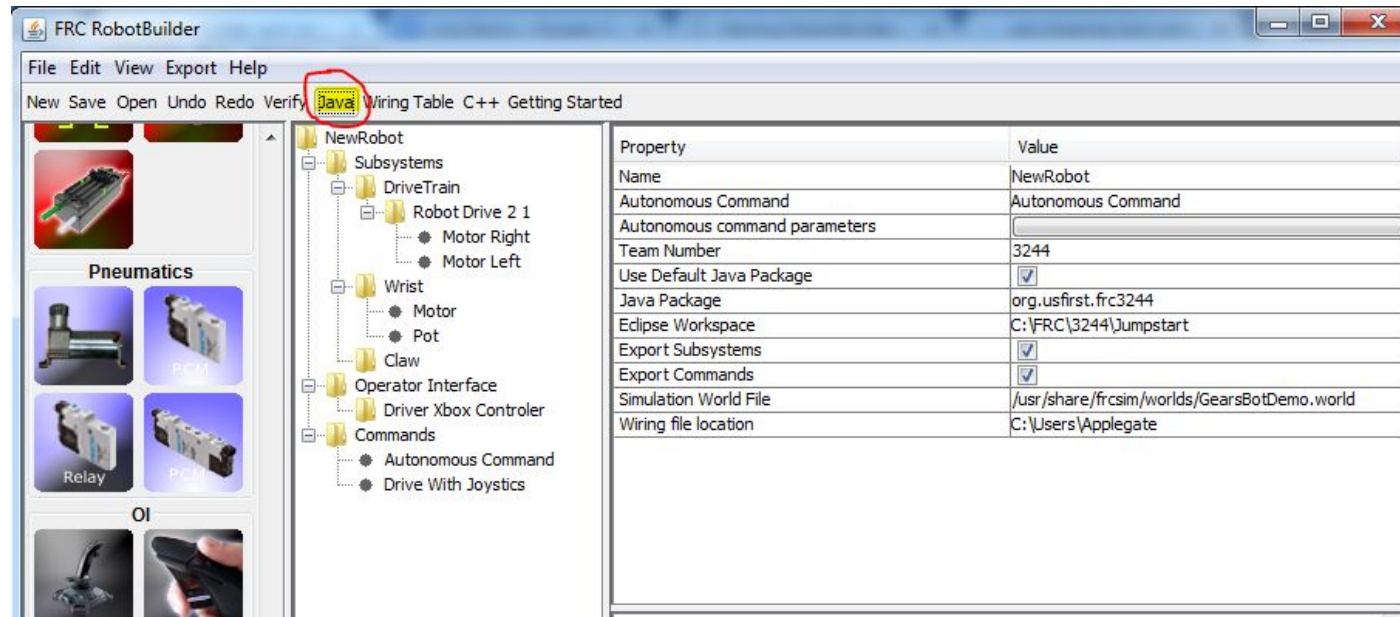 FRC RobotBuilder
File Edit View Export Help
New Save Open Undo Redo Verify Java Wiring Table C++ Getting Started
Pneumatics
PCM
Relay
PCM
OI
NewRobot
Subsystems
DriveTrain
Robot Drive 2 1
Motor Right
Motor Left
Wrist
Motor
Pot
Claw
Operator Interface
Driver Xbox Controler
Commands
Autonomous Command
Drive With Joystics
Property Value
Name NewRobot
Autonomous Command Autonomous Command
Autonomous command parameters
Team Number 3244
Use Default Java Package
Java Package org.usfirst.frc3244
Eclipse Workspace C:\FRC\3244\Jumpstart
Export Subsystems
Export Commands
Simulation World File /usr/share/frcsim/worlds/GearsBotDemo.world
Wiring file location C:\Users\Applegate